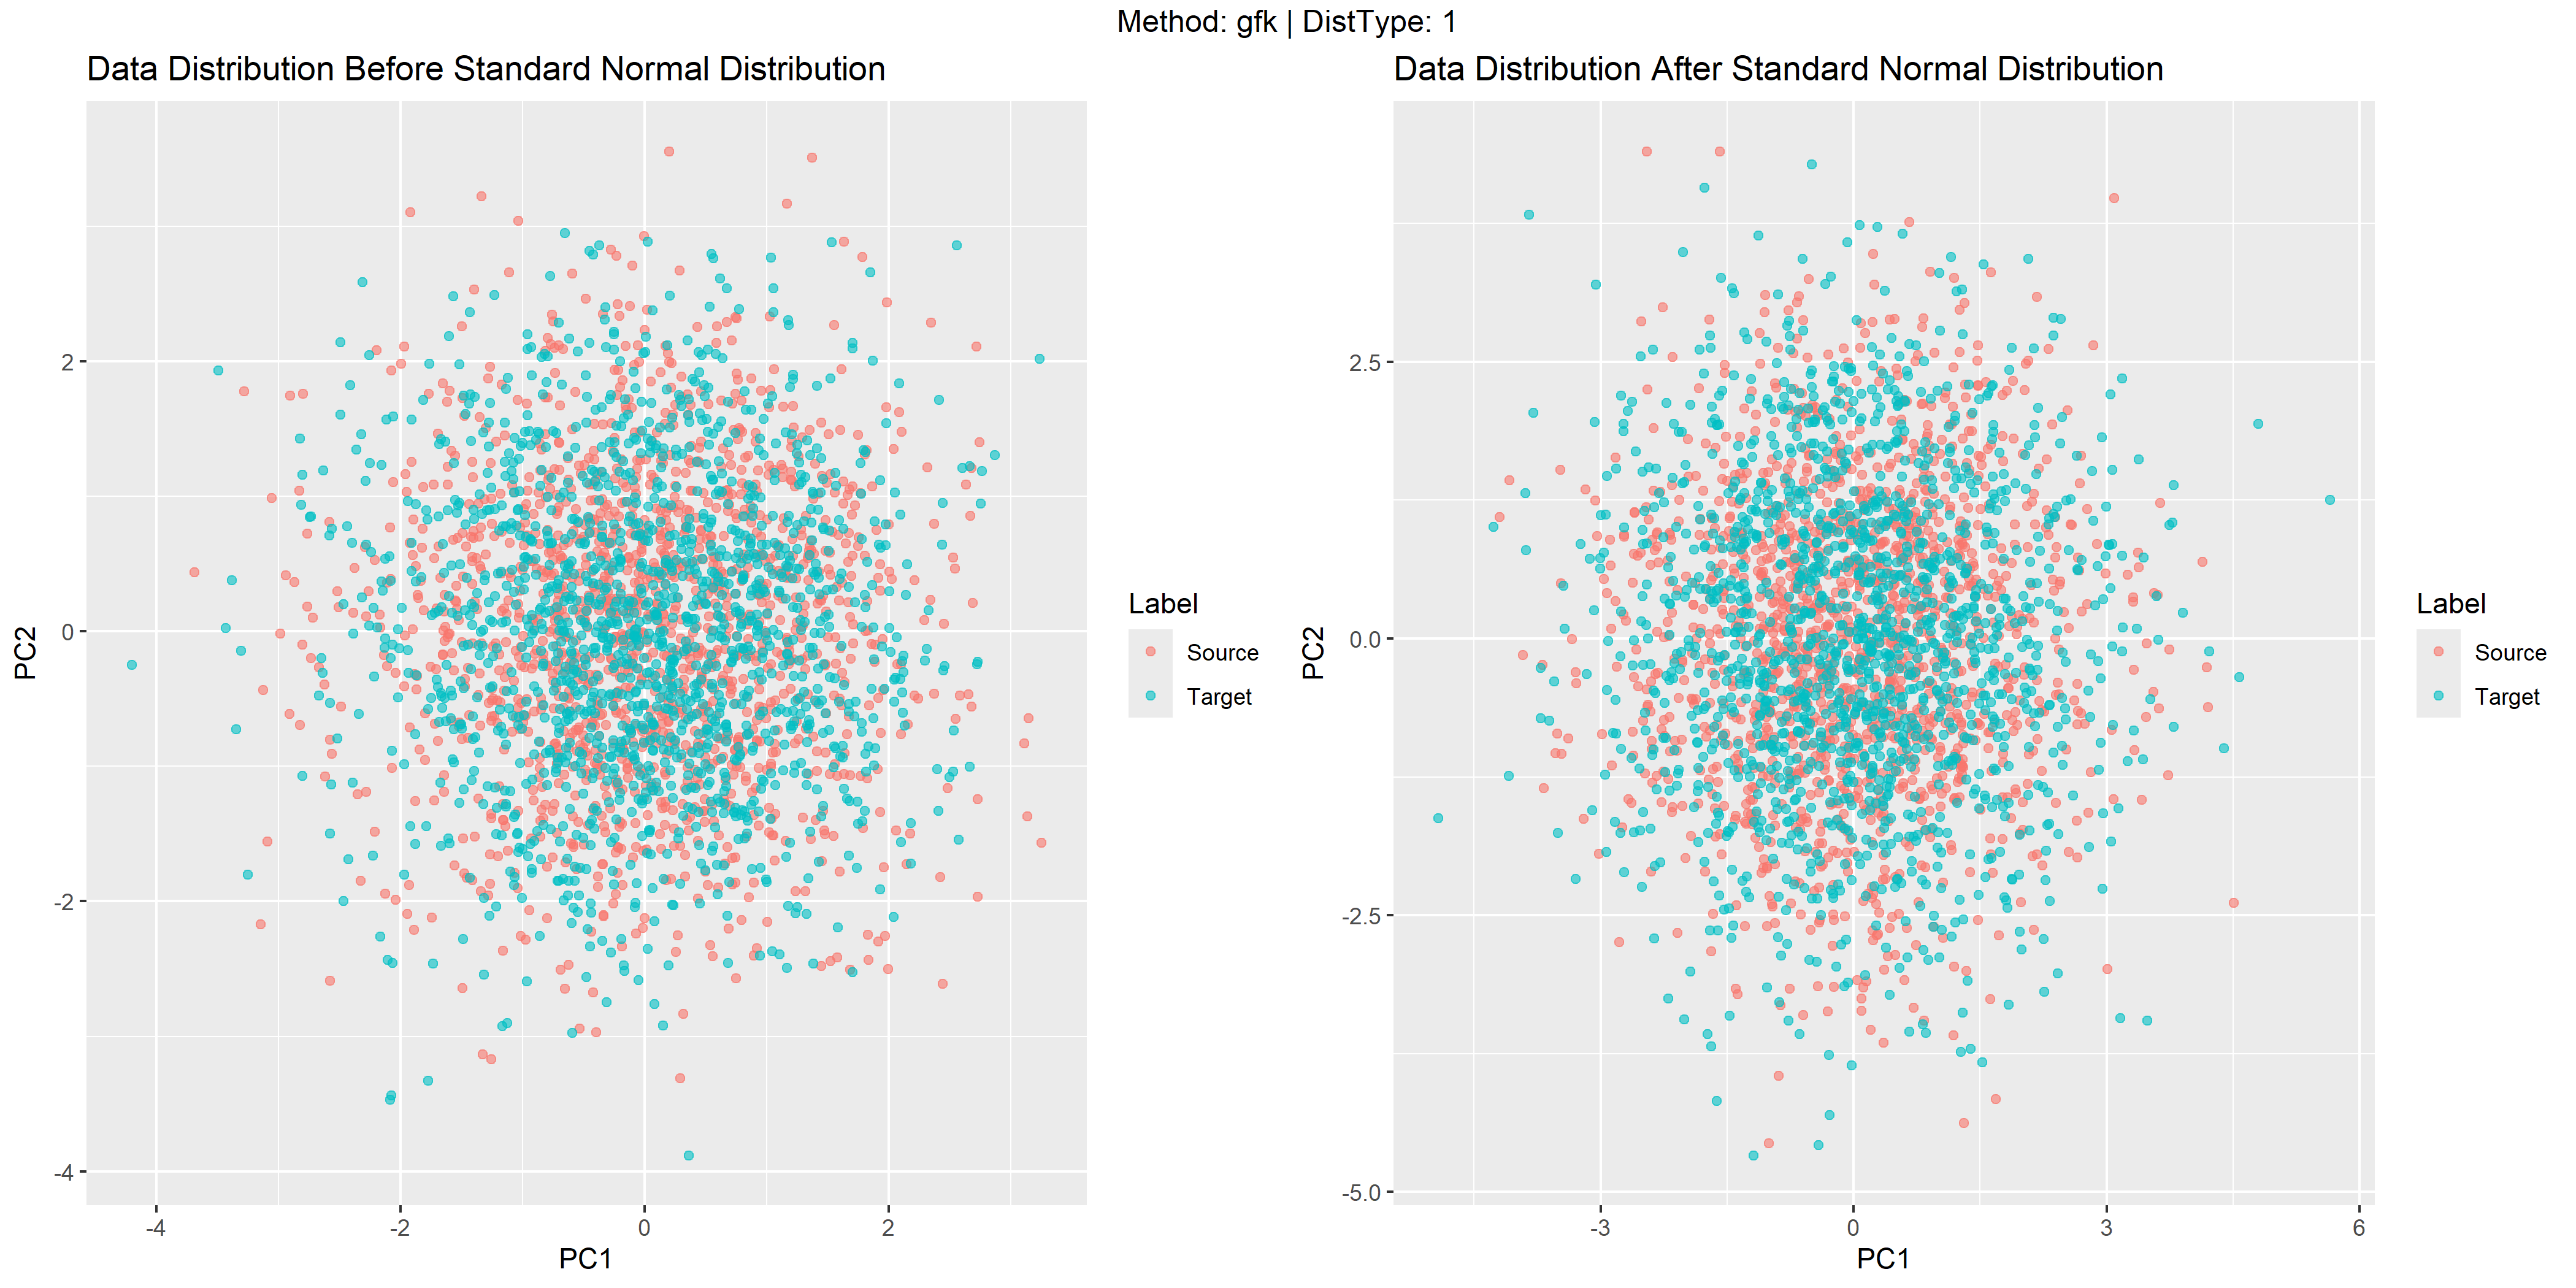 Method: gfk | DistType: 1
Data Distribution Before Standard Normal Distribution
2
0
-2
-4
-4
-2
0
2
PC1
PC2
Label
Source
Target
Data Distribution After Standard Normal Distribution
2.5
0.0
-2.5
-5.0
-3
0
3
6
PC1
PC2
Label
Source
Target